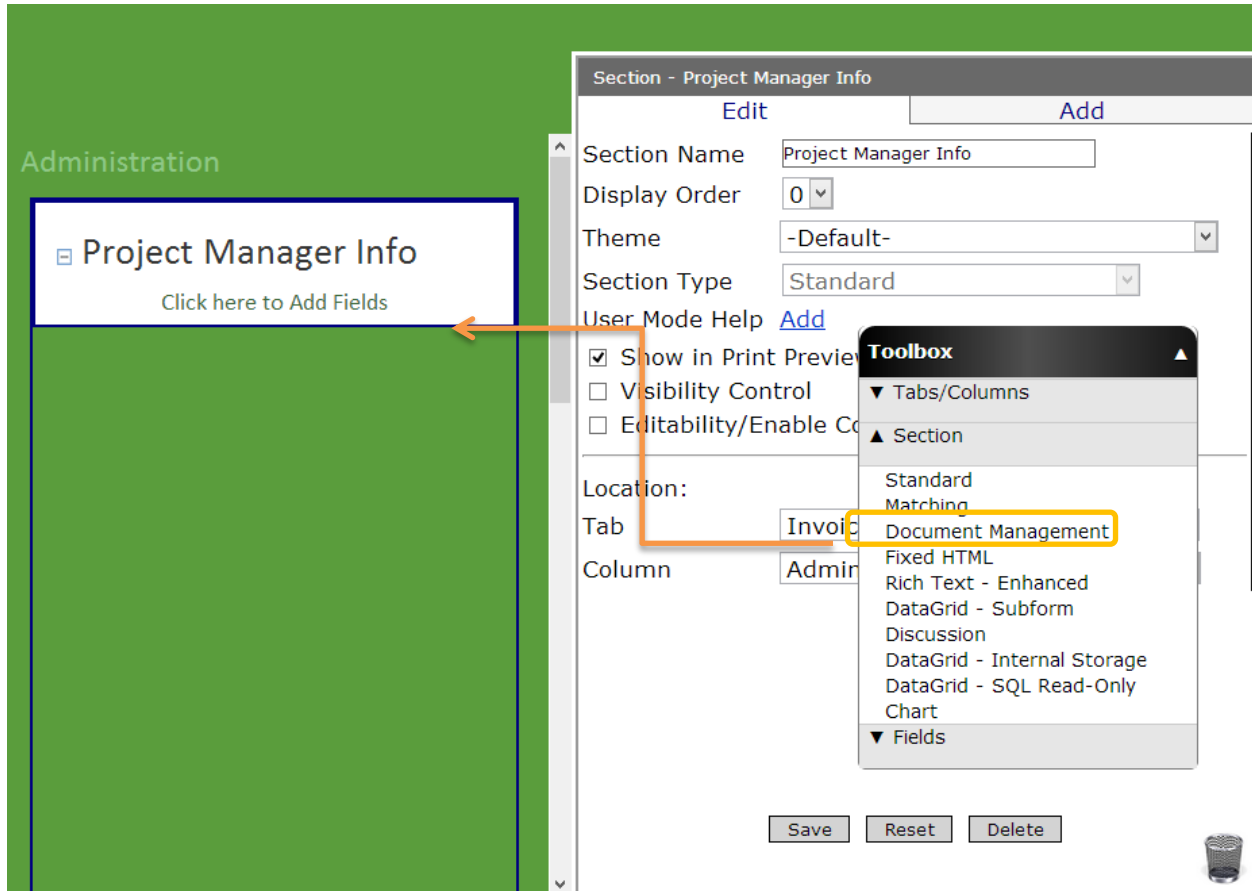 Administration
Project Manager Info
Click here to Add Fields
Section - Project Manager Info
Edit
Add
Section Name
Project Manager Info
Display Order
0
Theme
-Default-
Section Type
Standard
User Mode Help
Add
Show in Print Preview
Visibility Control
Editability/Enable Co
Location:
Tab
Invoic
Column
Admin
Toolbox
Tabs/Columns
Section
Standard
Matching
Document Management
Fixed HTML
Rich Text - Enhanced
DataGrid - Subform
Discussion
DataGrid - Internal Storage
DataGrid - SQL Read-Only
Chart
Fields
Save
Reset
Delete